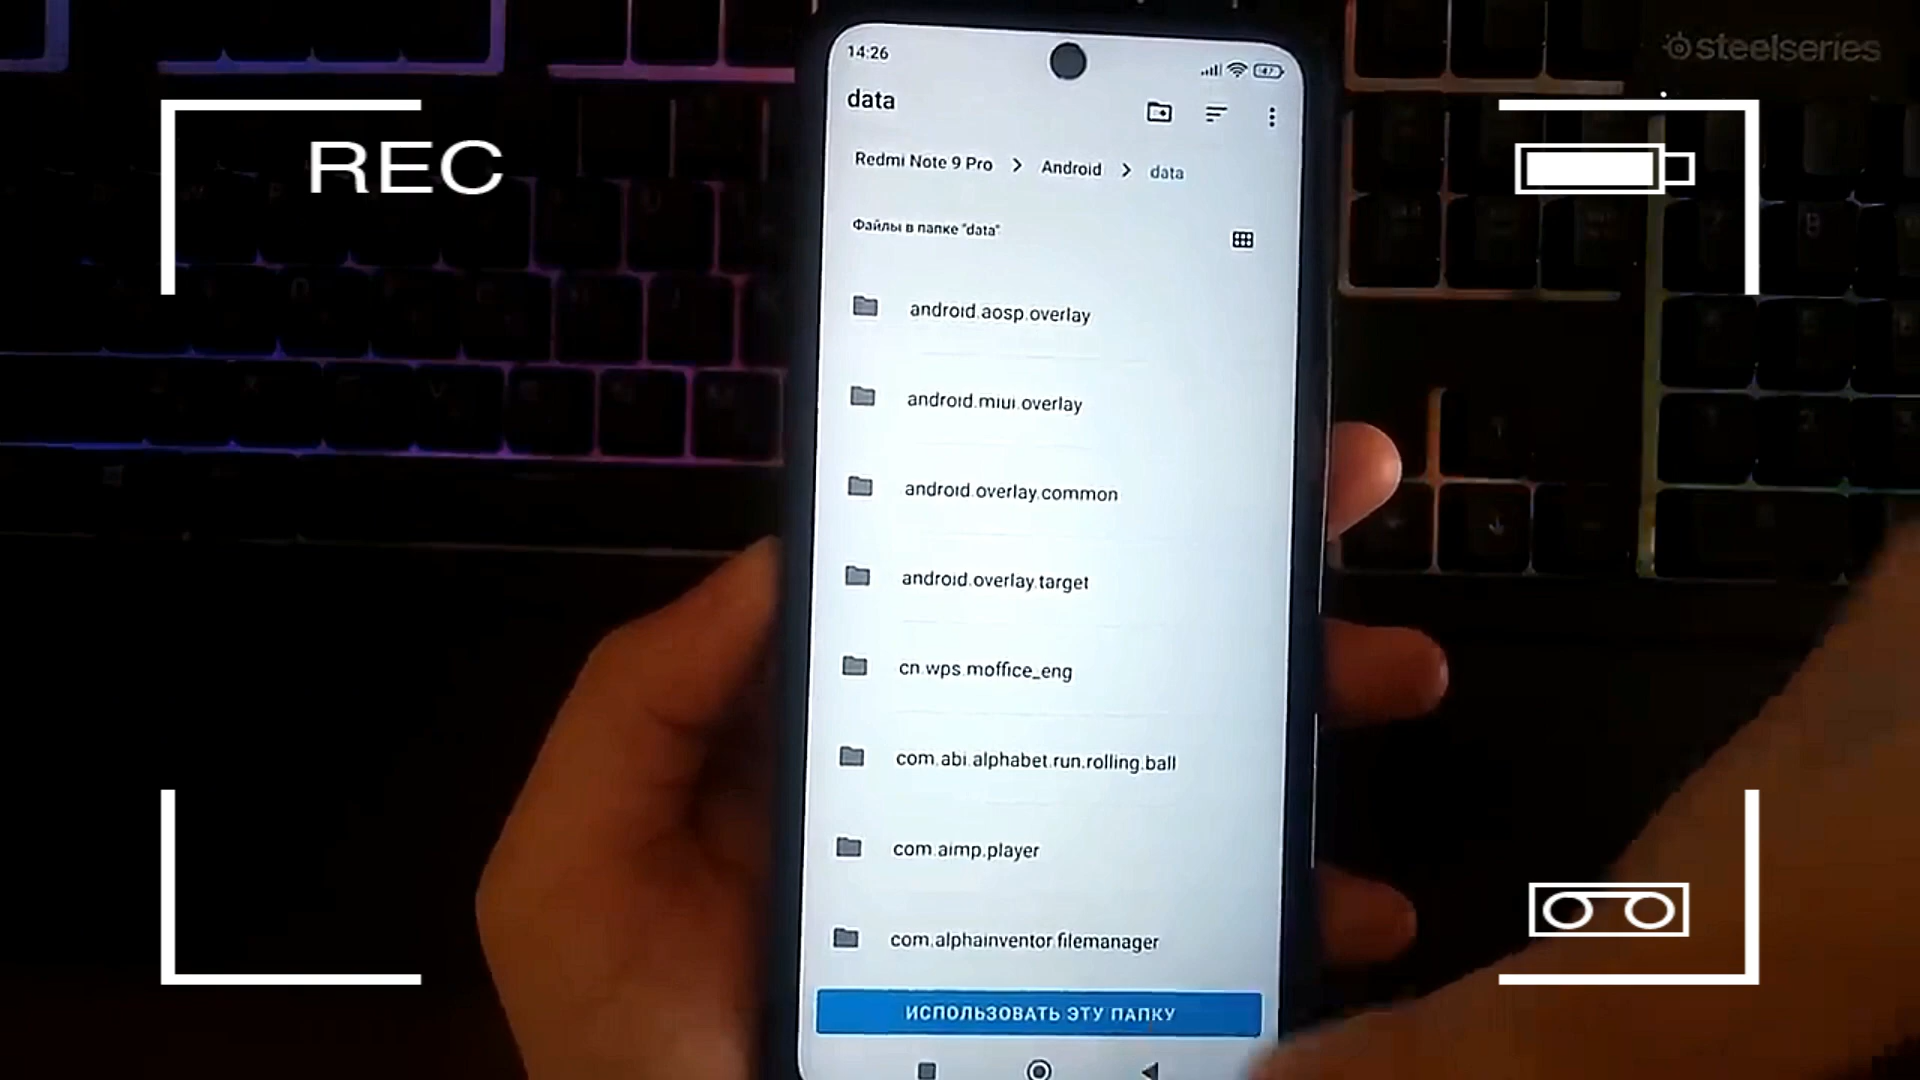 steelseries
REC
14:26
47
data
Redmi Note 9 Pro > Android > data
Файлы в папке "data"
android.aosp.overlay
android.miui.overlay
android.overlay.common
android.overlay.target
cn.wps.moffice_eng
com.abi.alphabet.run.rolling.ball
com.aimp.player
com.alphainventor.filemanager
ИСПОЛЬЗОВАТЬ ЭТУ ПАПКУ